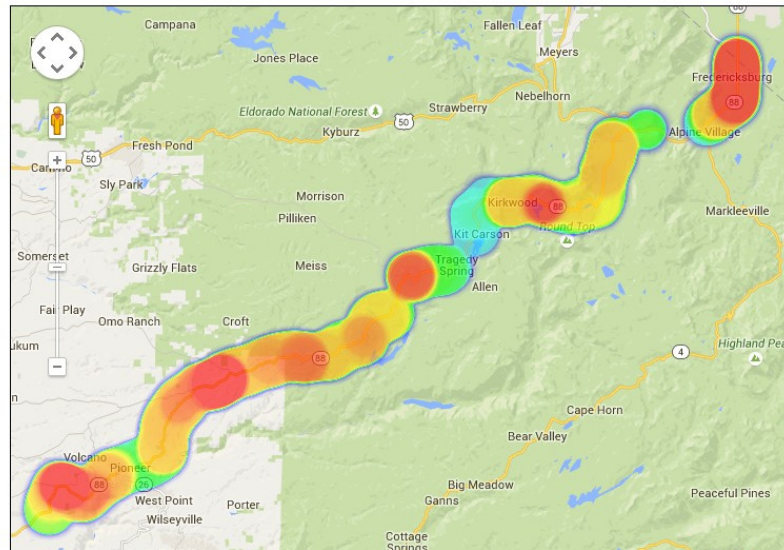 Campana
Fallen Leaf
88
Meyers
Jones Place
Fredericksburg
Nebelhorn
88
Eldorado National Forest
Strawberry
50
Kyburz
Alpine Village
Fresh Pond
50
Sly Park
Morrison
Kirkwood
88
Markleeville
Pilliken
Round Top
Kit Carson
Somerset
Tragedy
Spring
Grizzly Flats
Meiss
Allen
Fair Play
Omo Ranch
Croft
Highland Pea
ukum
4
88
Cape Horn
Bear Valley
Volcano
Pioneer
88
26
Big Meadow
West Point
Porter
Ganns
Peaceful Pines
Wilseyville
Cottage
Springs